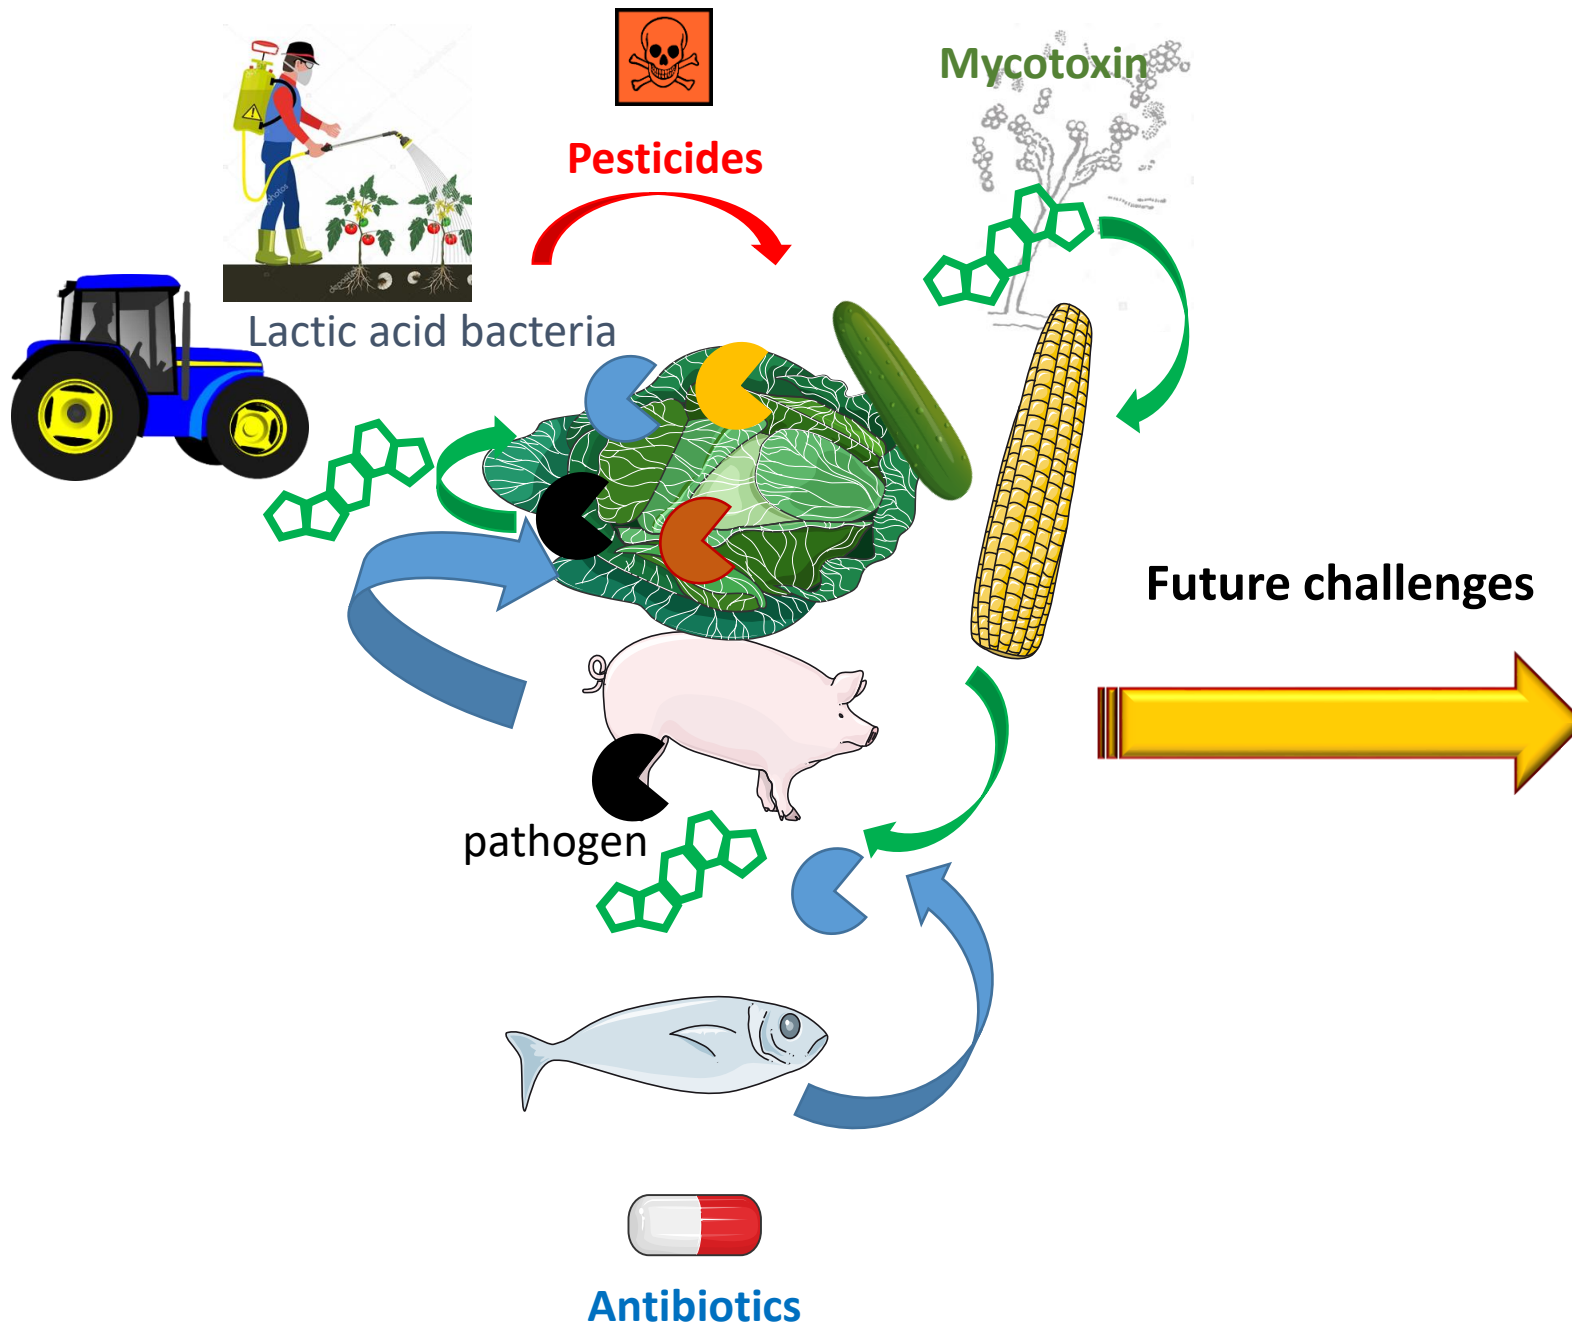 Mycotoxin
Pesticides
Lactic acid bacteria
Future challenges
pathogen
Antibiotics